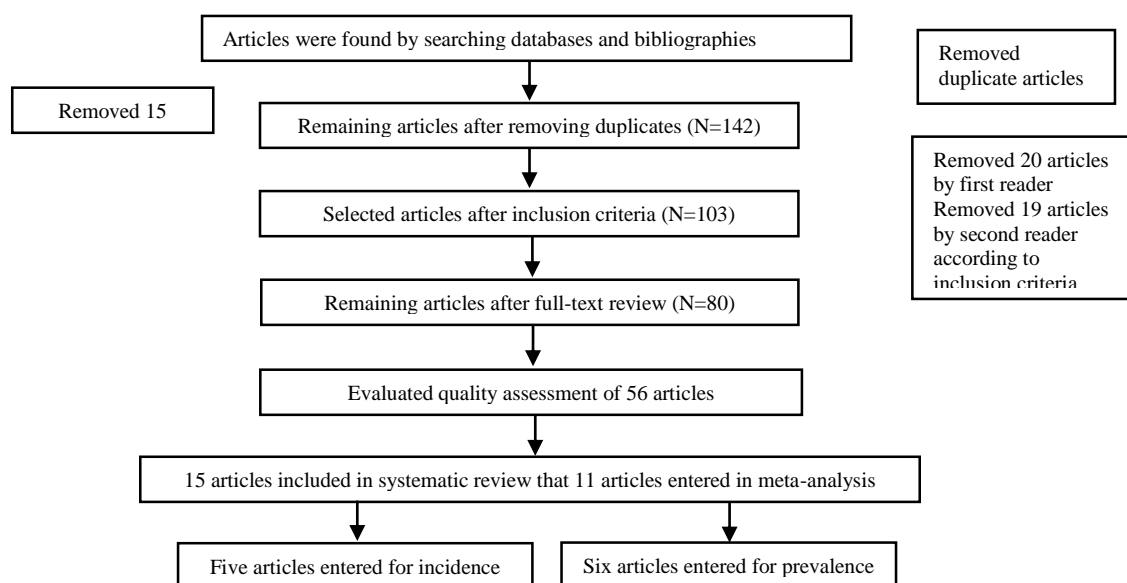 Articles were found by searching databases and bibliographies
Removed
duplicate articles
Removed 15
Remaining articles after removing duplicates (N=142)
Removed 20 articles
by first reader
Removed 19 articles
by second reader
according to
inclusion criteria
Selected articles after inclusion criteria (N=103)
Remaining articles after full-text review (N=80)
Evaluated quality assessment of 56 articles
15 articles included in systematic review that 11 articles entered in meta-analysis
Five articles entered for incidence
Six articles entered for prevalence